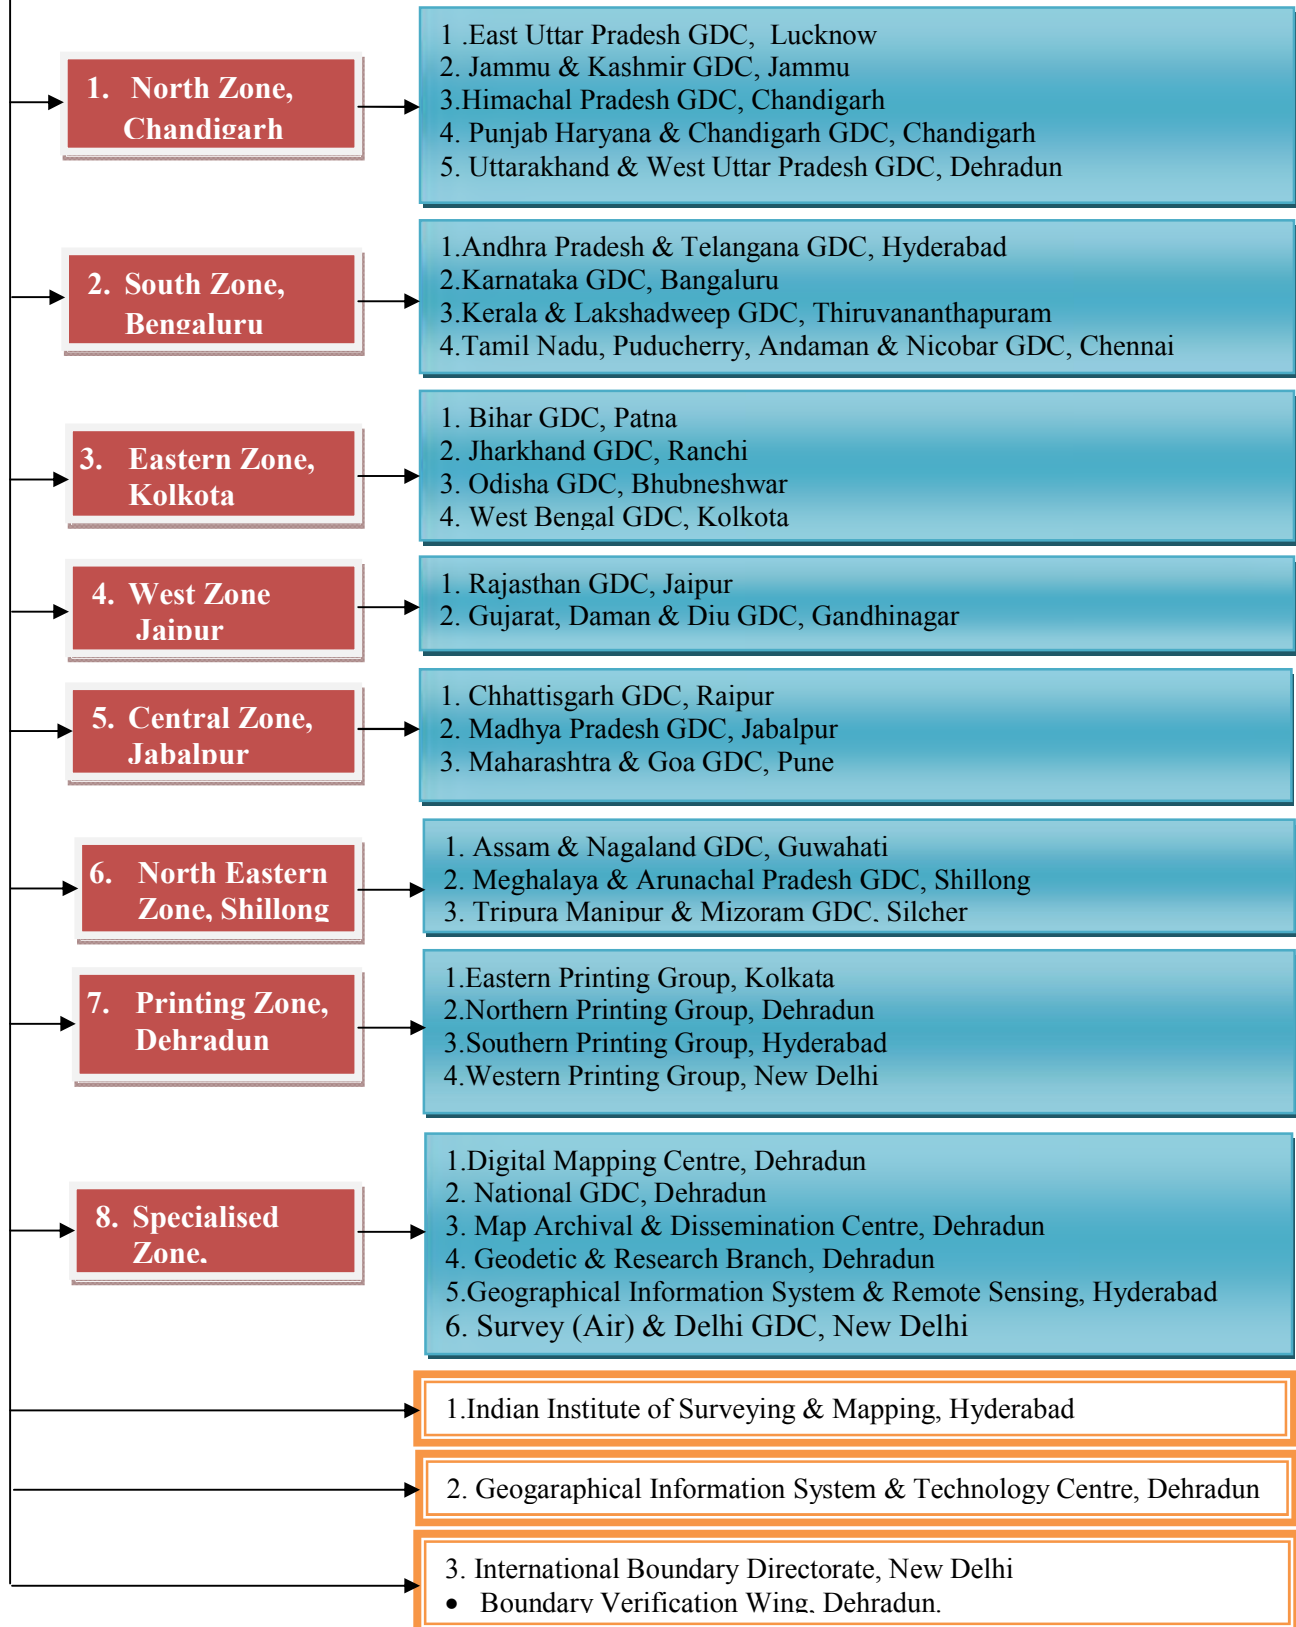 1. North Zone,
Chandigarh
1 .East Uttar Pradesh GDC, Lucknow
2. Jammu & Kashmir GDC, Jammu
3.Himachal Pradesh GDC, Chandigarh
4. Punjab Haryana & Chandigarh GDC, Chandigarh
5. Uttarakhand & West Uttar Pradesh GDC, Dehradun
2. South Zone,
Bengaluru
1.Andhra Pradesh & Telangana GDC, Hyderabad
2.Karnataka GDC, Bangaluru
3.Kerala & Lakshadweep GDC, Thiruvananthapuram
4.Tamil Nadu, Puducherry, Andaman & Nicobar GDC, Chennai
3. Eastern Zone,
Kolkota
1. Bihar GDC, Patna
2. Jharkhand GDC, Ranchi
3. Odisha GDC, Bhubneshwar
4. West Bengal GDC, Kolkota
4. West Zone
Jaipur
1. Rajasthan GDC, Jaipur
2. Gujarat, Daman & Diu GDC, Gandhinagar
5. Central Zone,
Jabalpur
1. Chhattisgarh GDC, Raipur
2. Madhya Pradesh GDC, Jabalpur
3. Maharashtra & Goa GDC, Pune
6. North Eastern
Zone, Shillong
1. Assam & Nagaland GDC, Guwahati
2. Meghalaya & Arunachal Pradesh GDC, Shillong
3. Tripura Manipur & Mizoram GDC, Silcher
7. Printing Zone,
Dehradun
1.Eastern Printing Group, Kolkata
2.Northern Printing Group, Dehradun
3.Southern Printing Group, Hyderabad
4.Western Printing Group, New Delhi
8. Specialised
Zone,
1.Digital Mapping Centre, Dehradun
2. National GDC, Dehradun
3. Map Archival & Dissemination Centre, Dehradun
4. Geodetic & Research Branch, Dehradun
5.Geographical Information System & Remote Sensing, Hyderabad
6. Survey (Air) & Delhi GDC, New Delhi
1.Indian Institute of Surveying & Mapping, Hyderabad
2. Geogaraphical Information System & Technology Centre, Dehradun
3. International Boundary Directorate, New Delhi
• Boundary Verification Wing, Dehradun.